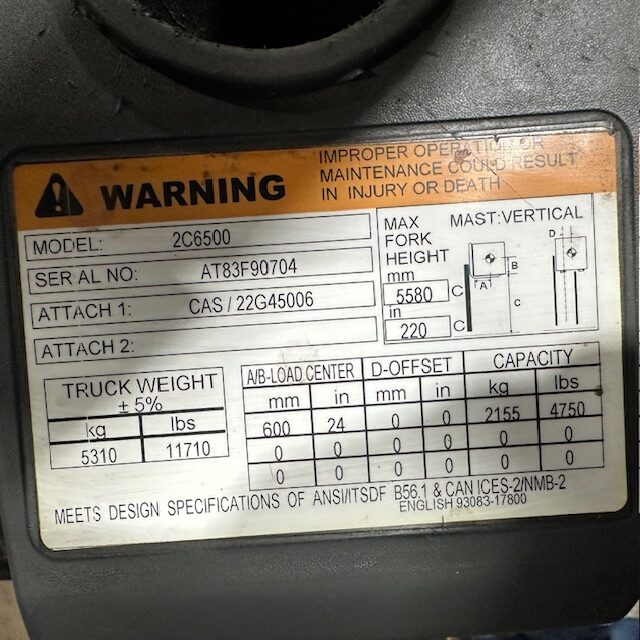 WARNING
IMPROPER OPERATION OR
MAINTENANCE COULD RESULT
IN INJURY OR DEATH
MODEL: 2C6500
SERIAL NO: AT83F90704
ATTACH 1: CAS / 22G45006
ATTACH 2:
MAX
FORK
HEIGHT
mm
5580
in
220
MAST:VERTICAL
D
B
A
C
C
C
TRUCK WEIGHT
± 5%
kg lbs
5310 11710
A/B-LOAD CENTER D-OFFSET CAPACITY
mm in mm in kg lbs
600 24 0 0 2155 4750
0 0 0 0 0 0
0 0 0 0 0 0
MEETS DESIGN SPECIFICATIONS OF ANSI/ITSDF B56.1 & CAN ICES-2/NMB-2
ENGLISH 93083-17800